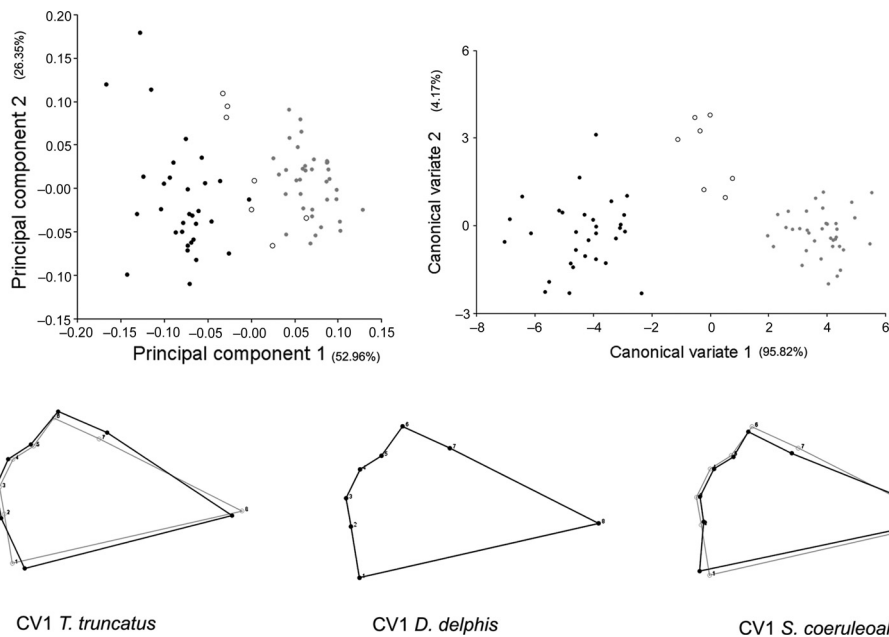 0.20
0.15
0.10
0.05
–0.00
–0.05
–0.10
–0.15
Principal component 2 (26.35%)
–0.20 –0.15 –0.10 –0.05 –0.00 0.05 0.10 0.15
Principal component 1 (52.96%)
6
3
0
–3
Canonical variate 2 (4.17%)
–8 –6 –4 –2 0 2 4 6
Canonical variate 1 (95.82%)
CV1 T. truncatus
CV1 D. delphis
CV1 S. coeruleoal